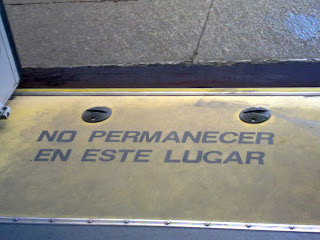 NO PERMANECER
EN ESTE LUGAR